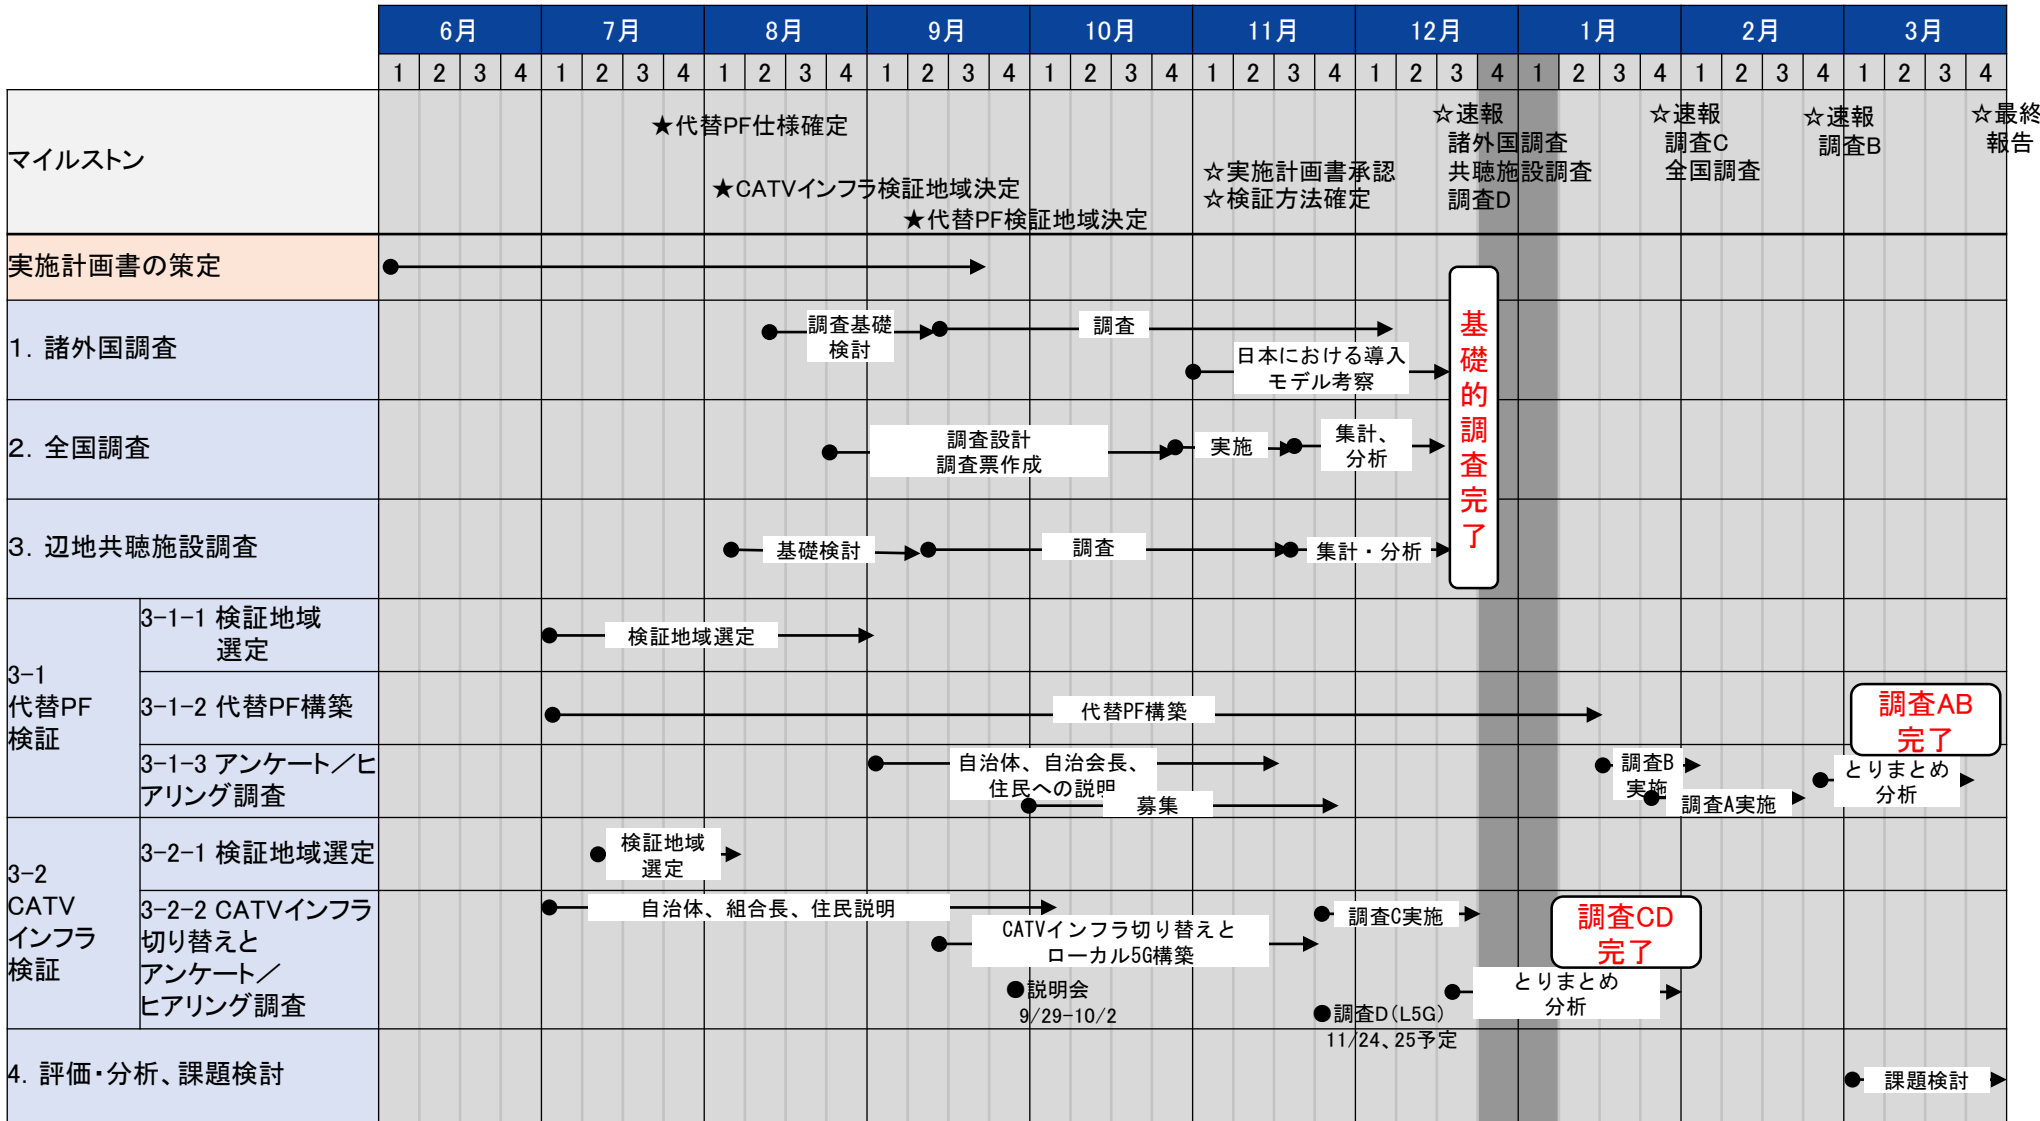 6月 7月 8月 9月 10月 11月 12月 1月 2月 3月
1 2 3 4 1 2 3 4 1 2 3 4 1 2 3 4 1 2 3 4 1 2 3 4 1 2 3 4 1 2 3 4 1 2 3 4 1 2 3 4
マイルストン
★代替PF仕様確定
★CATVインフラ検証地域決定
★代替PF検証地域決定
☆実施計画書承認
☆検証方法確定
☆速報
諸外国調査
共聴施設調査
調査D
☆速報
調査C
全国調査
☆速報
調査B
☆最終
報告
実施計画書の策定
1. 諸外国調査
調査基礎
検討
調査
日本における導入
モデル考察
基礎的調査完了
2. 全国調査
調査設計
調査票作成
実施
集計、
分析
3. 辺地共聴施設調査
基礎検討
調査
集計・分析
3-1
代替PF
検証
3-1-1 検証地域
選定
検証地域選定
3-1-2 代替PF構築
代替PF構築
調査AB
完了
3-1-3 アンケート／ヒ
アリング調査
自治体、自治会長、
住民への説明
募集
調査B
実施
調査A実施
とりまとめ
分析
3-2
CATV
インフラ
検証
3-2-1 検証地域選定
検証地域
選定
3-2-2 CATVインフラ
切り替えと
アンケート／
ヒアリング調査
自治体、組合長、住民説明
CATVインフラ切り替えと
ローカル5G構築
●説明会
9/29-10/2
調査C実施
●調査D(L5G)
11/24、25予定
調査CD
完了
とりまとめ
分析
4. 評価・分析、課題検討
課題検討